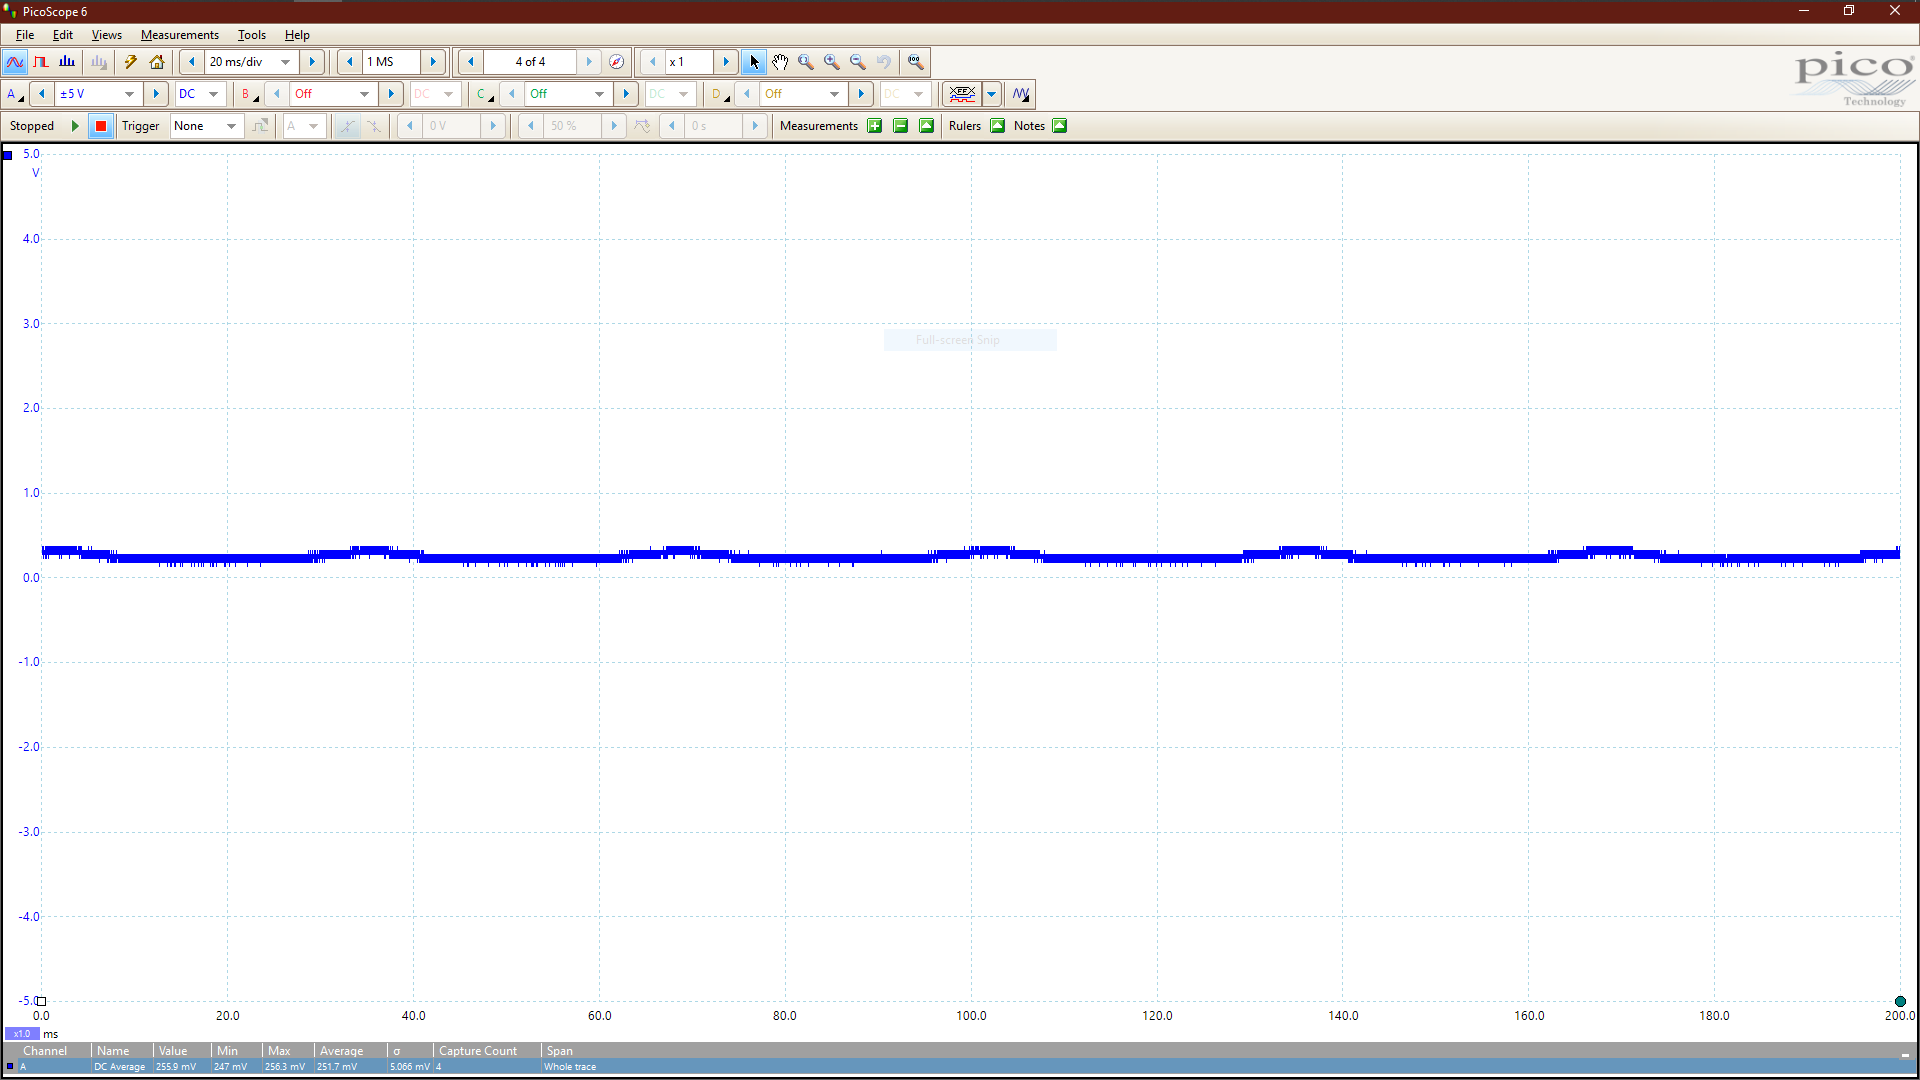 PicoScope 6
File Edit Views Measurements Tools Help
20 ms/div 1 MS 4 of 4 x 1
pico
Technology
A ±5 V DC B Off DC C Off DC D Off DC
Stopped Trigger None A 0 V 50 % 0 s Measurements Rulers Notes
5.0
V
4.0
3.0
Full-screen Snip
2.0
1.0
0.0
-1.0
-2.0
-3.0
-4.0
-5.0
0.0 20.0 40.0 60.0 80.0 100.0 120.0 140.0 160.0 180.0 200.0
x1.0 ms
Channel Name Value Min Max Average σ Capture Count Span
A DC Average 255.9 mV 247 mV 256.3 mV 251.7 mV 5.066 mV 4 Whole trace